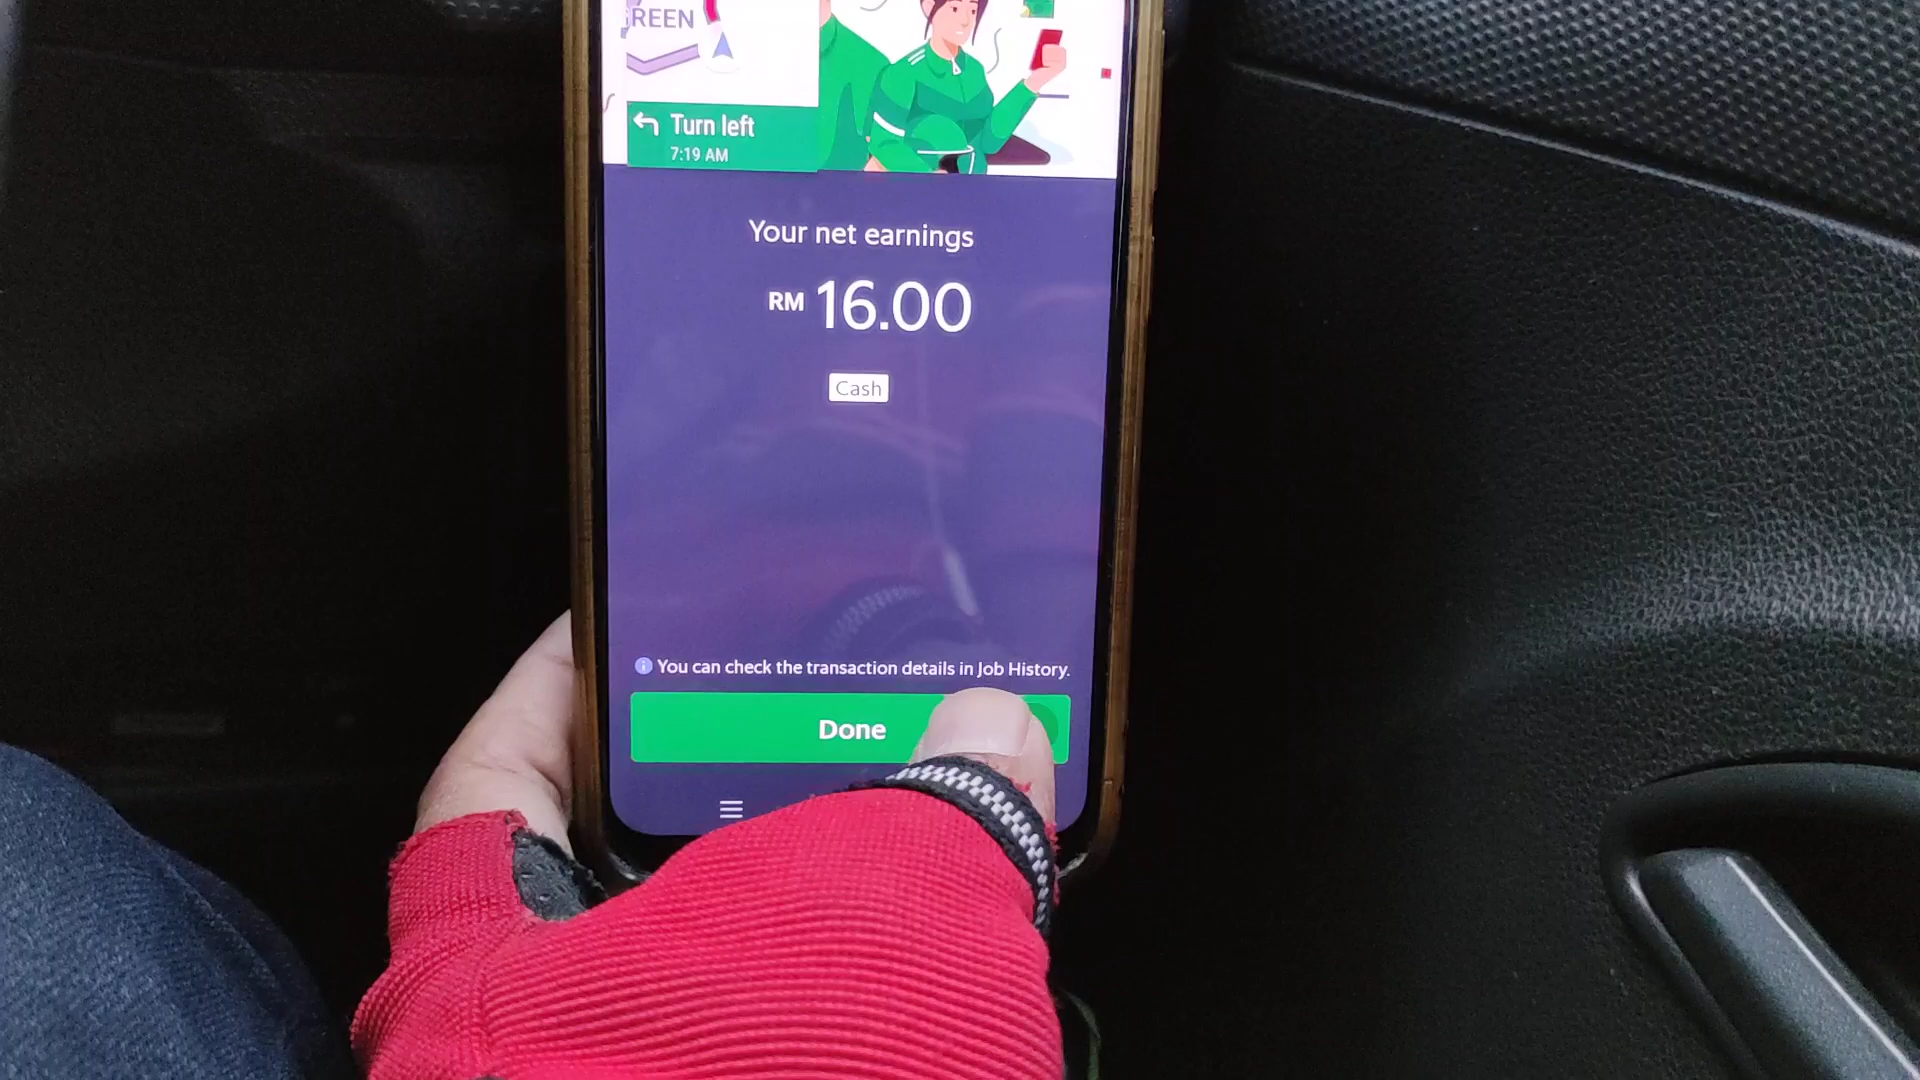 REEN
Turn left
7:19 AM
Your net earnings
RM 16.00
Cash
You can check the transaction details in Job History.
Done